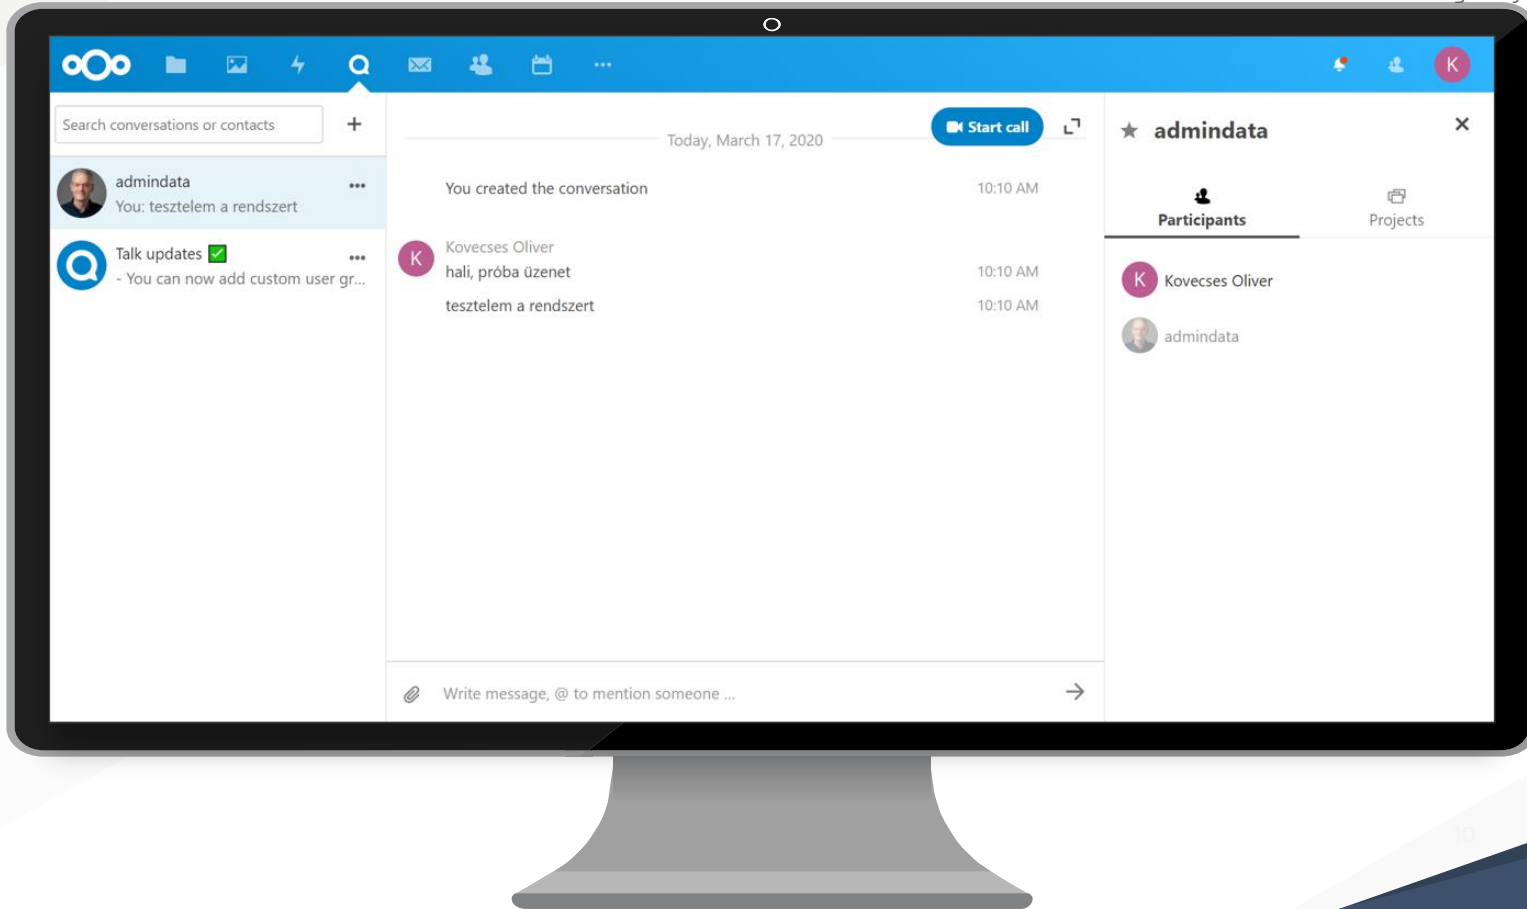 K
Search conversations or contacts
+
admindata
You: tesztelem a rendszert
Talk updates ✅
- You can now add custom user gr...
Today, March 17, 2020
Start call
You created the conversation 10:10 AM
K
Kovecses Oliver
hali, próba üzenet 10:10 AM
tesztelem a rendszert 10:10 AM
Write message, @ to mention someone ...
admindata
Participants
Projects
K Kovecses Oliver
admindata
10